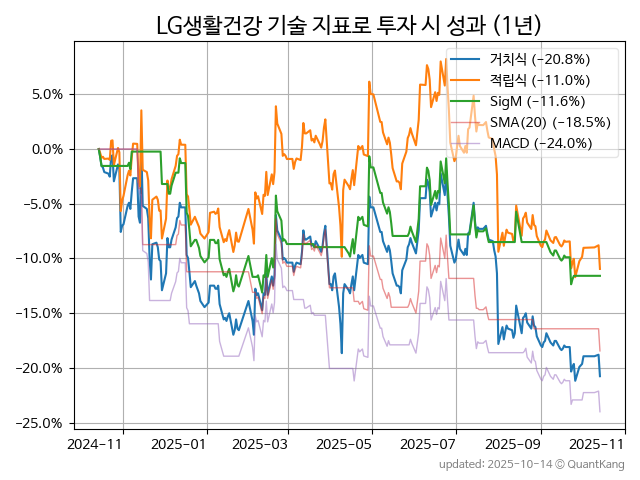 LG생활건강 기술 지표로 투자 시 성과 (1년)
거치식 (−20.8%)
적립식 (−11.0%)
SigM (−11.6%)
SMA(20) (−18.5%)
MACD (−24.0%)
5.0%
0.0%
−5.0%
−10.0%
−15.0%
−20.0%
−25.0%
2024-11 2025-01 2025-03 2025-05 2025-07 2025-09 2025-11
updated: 2025-10-14 © QuantKang